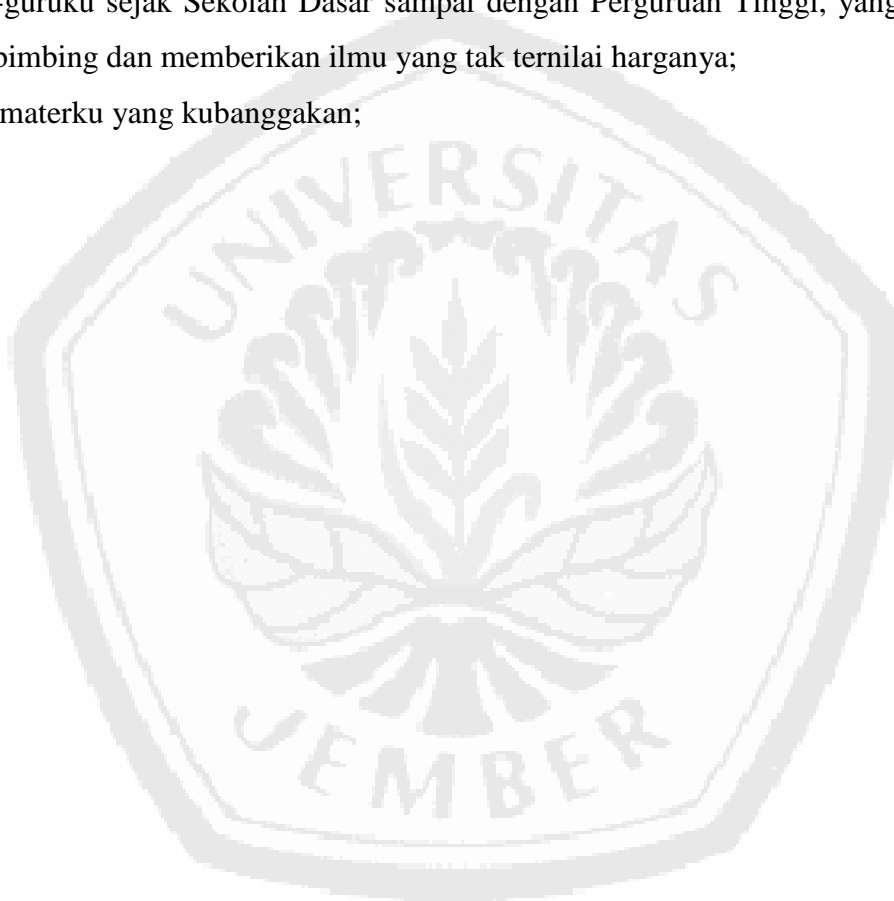 -guruku sejak Sekolah Dasar sampai dengan Perguruan Tinggi, yang
bimbing dan memberikan ilmu yang tak ternilai harganya;
materku yang kubanggakan;
UNIVERSITAS
JEMBER